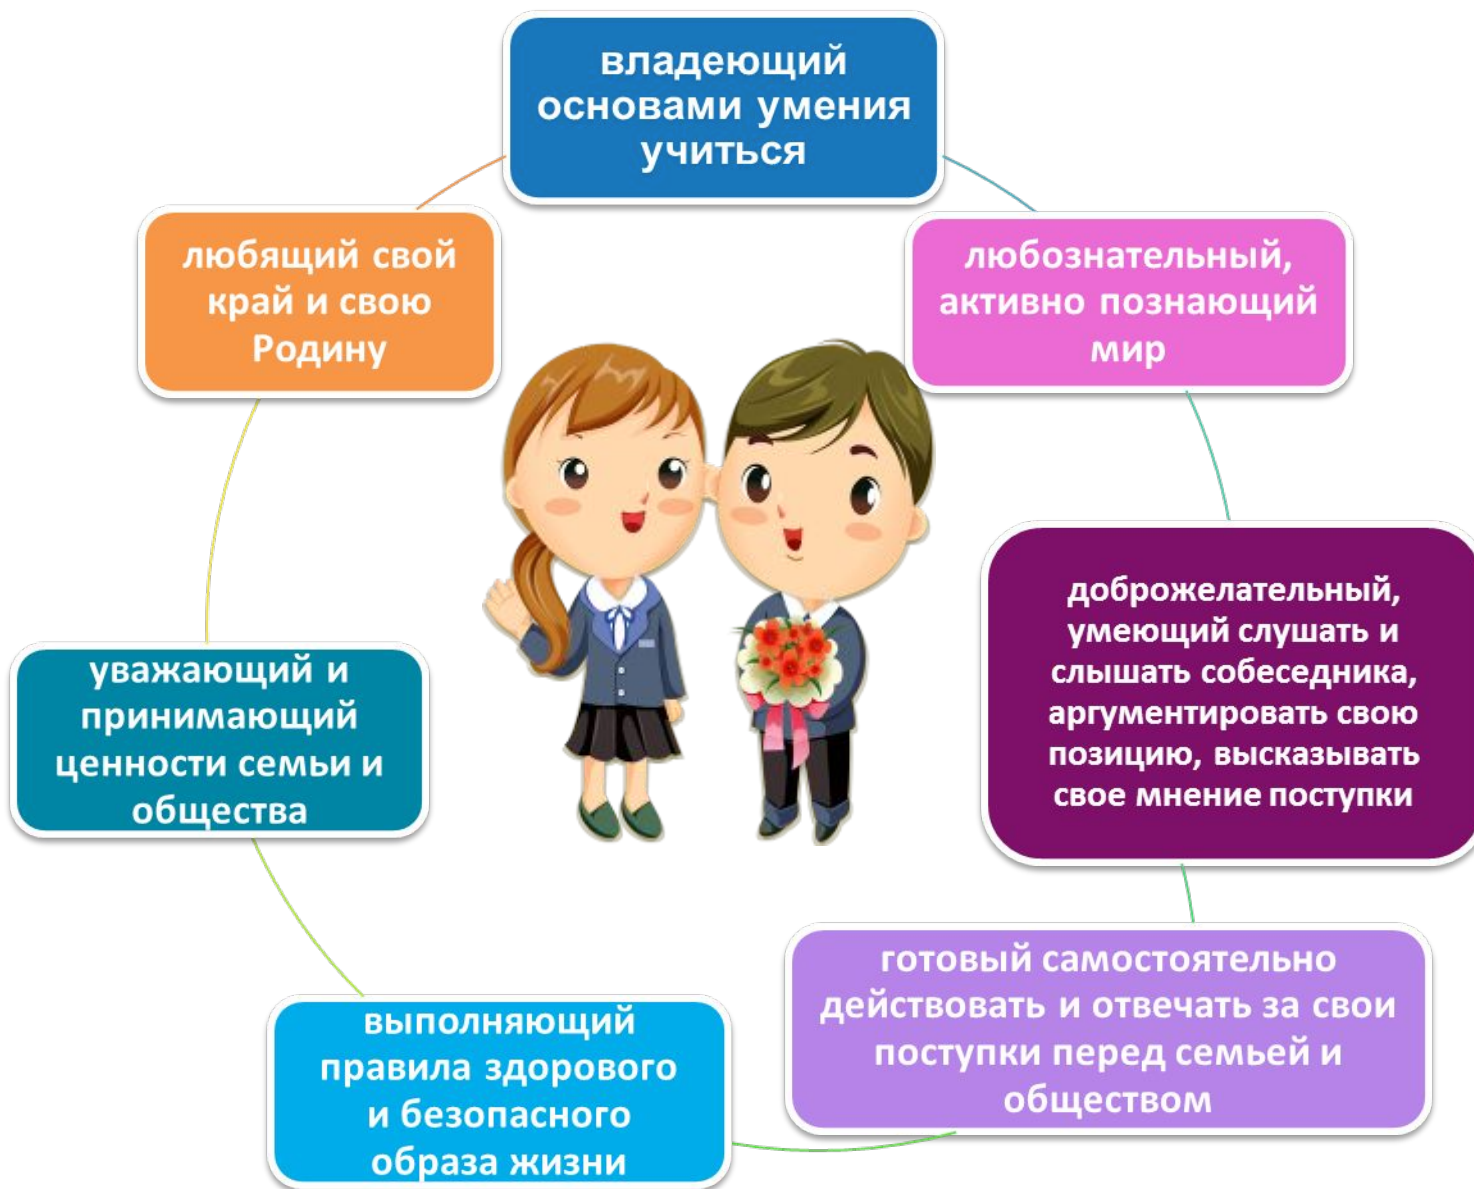 владеющий
основами умения
учиться
любознательный,
активно познающий
мир
доброжелательный,
умеющий слушать и
слышать собеседника,
аргументировать свою
позицию, высказывать
свое мнение поступки
готовый самостоятельно
действовать и отвечать за свои
поступки перед семьей и
обществом
выполняющий
правила здорового
и безопасного
образа жизни
уважающий и
принимающий
ценности семьи и
общества
любящий свой
край и свою
Родину